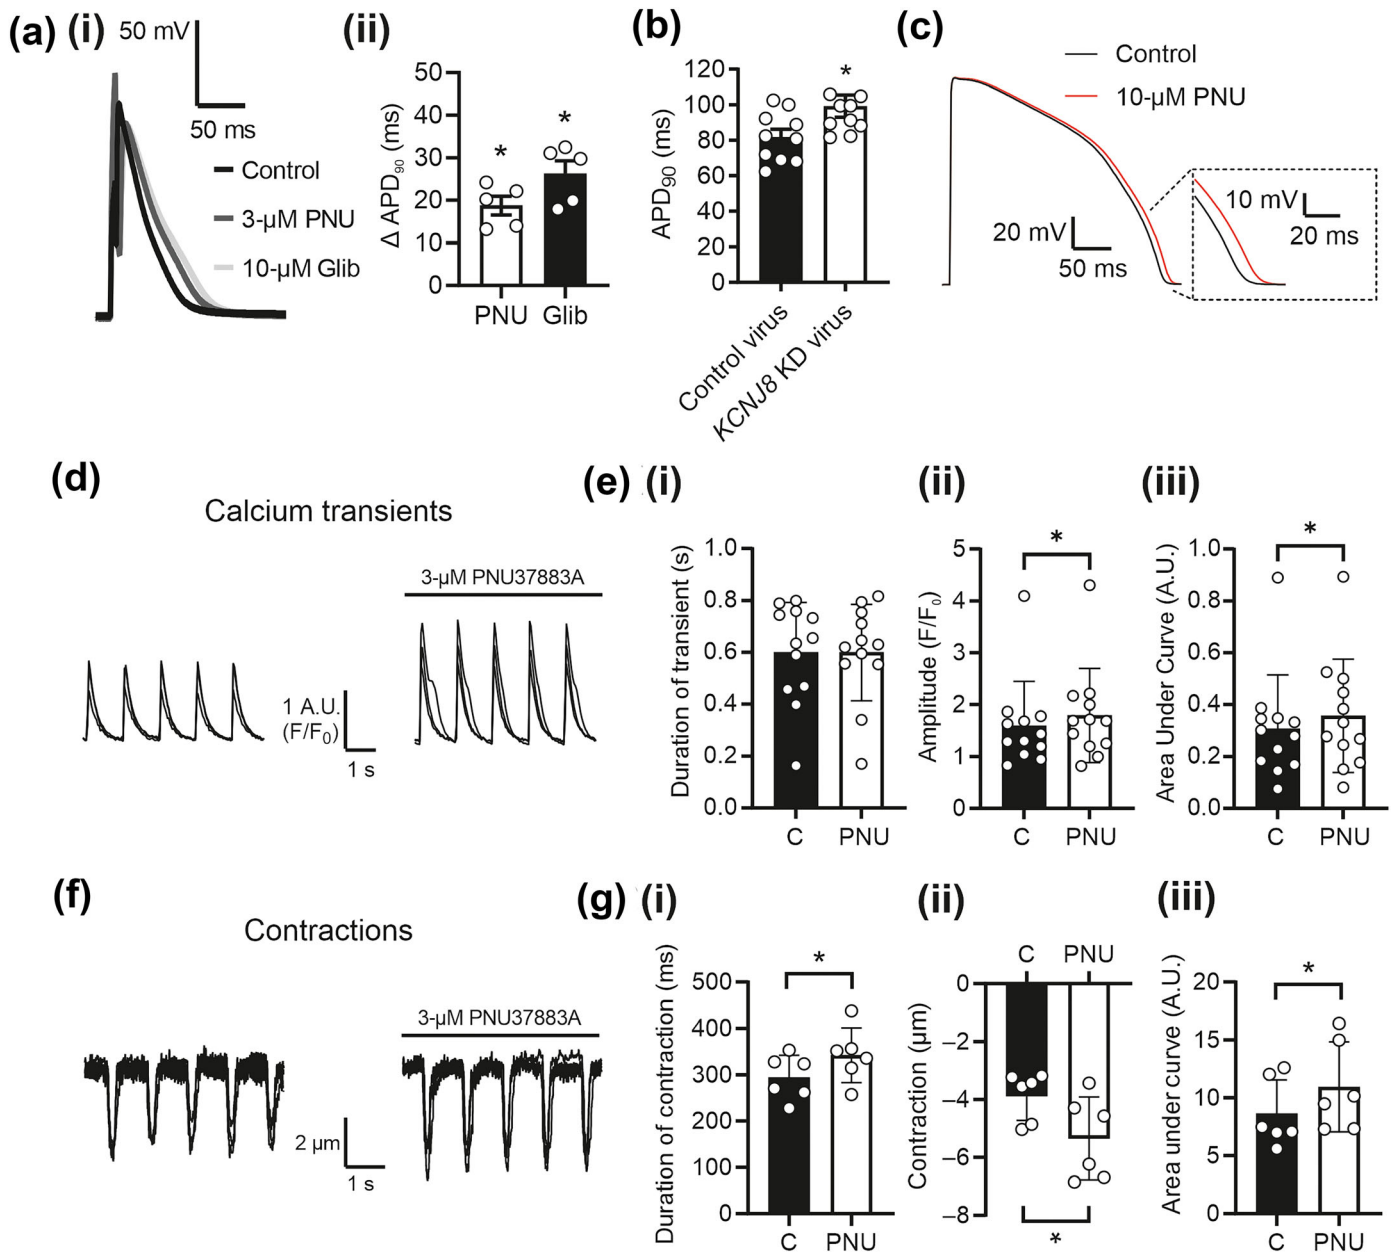 (a) (i)
50 mV
50 ms
Control
3-µM PNU
10-µM Glib
(ii)
Δ APD90 (ms)
50
40
30
20
10
0
*
*
PNU
Glib
(b)
APD90 (ms)
120
100
80
60
40
20
0
*
Control virus
KCNJ8 KD virus
(c)
Control
10-µM PNU
20 mV
50 ms
10 mV
20 ms
(d)
Calcium transients
3-µM PNU37883A
1 A.U.
(F/F0)
1 s
(e) (i)
Duration of transient (s)
1.0
0.8
0.6
0.4
0.2
0.0
C
PNU
(ii)
Amplitude (F/F0)
5
4
3
2
1
0
*
C
PNU
(iii)
Area Under Curve (A.U.)
1.0
0.8
0.6
0.4
0.2
0.0
*
C
PNU
(f)
Contractions
3-µM PNU37883A
2 µm
1 s
(g) (i)
Duration of contraction (ms)
500
400
300
200
100
0
*
C
PNU
(ii)
C
PNU
Contraction (µm)
0
–2
–4
–6
–8
*
(iii)
Area under curve (A.U.)
20
15
10
5
0
*
C
PNU